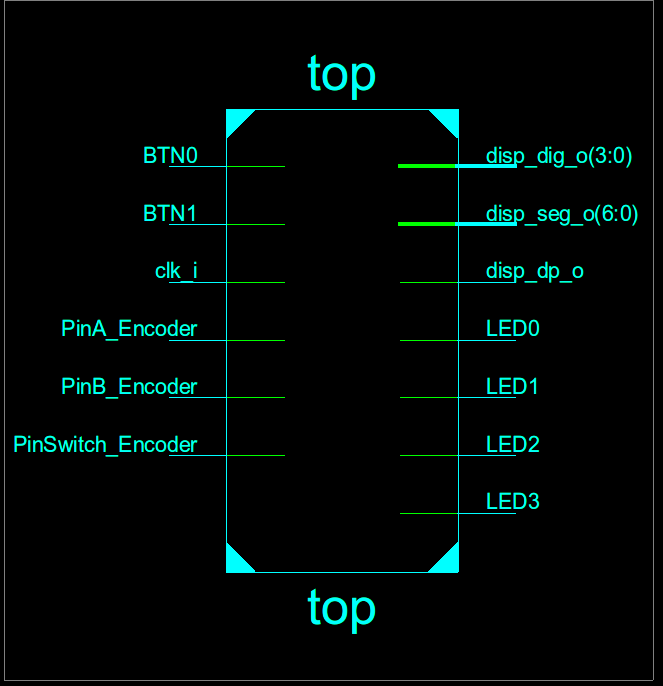 top
BTN0
disp_dig_o(3:0)
BTN1
disp_seg_o(6:0)
clk_i
disp_dp_o
PinA_Encoder
LED0
PinB_Encoder
LED1
PinSwitch_Encoder
LED2
LED3
top